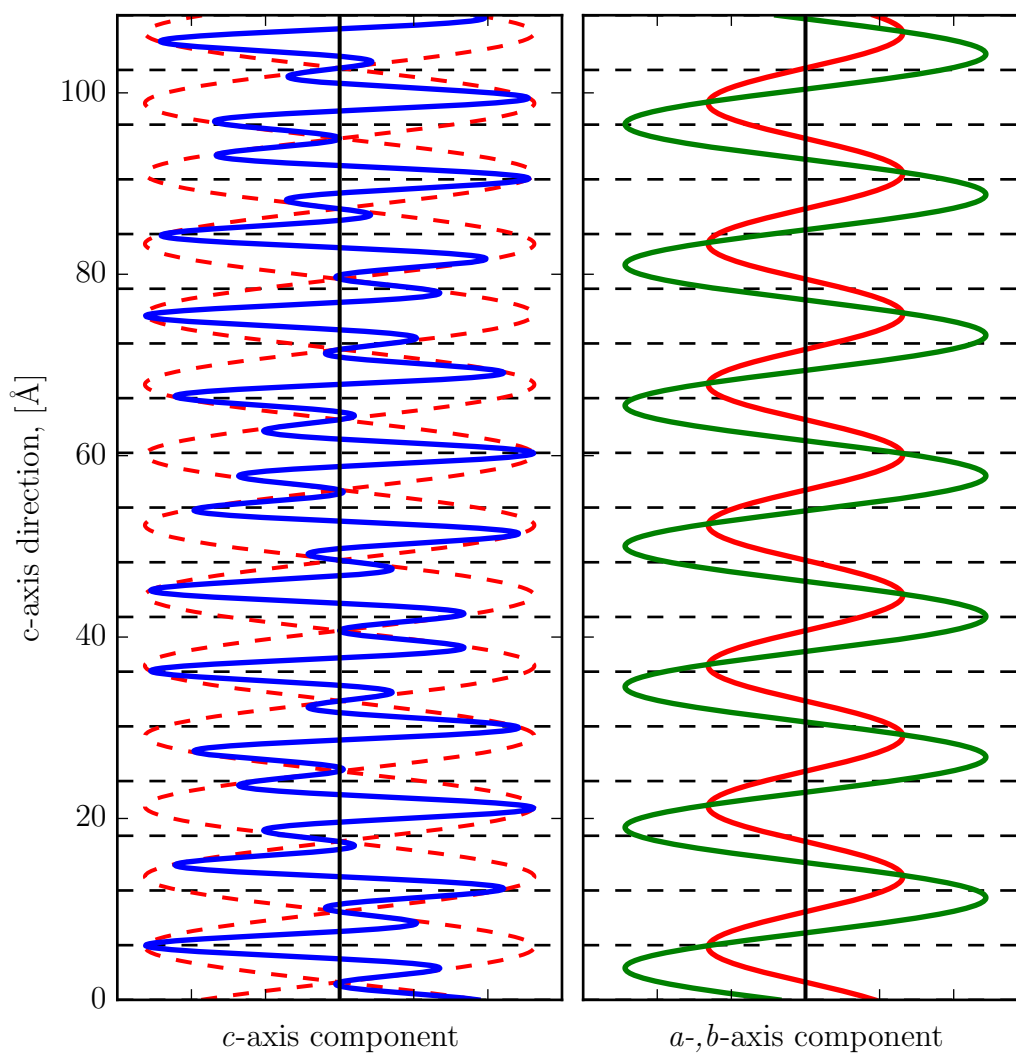 100
80
60
40
20
0
c-axis direction, [Å]
c-axis component
a-,b-axis component